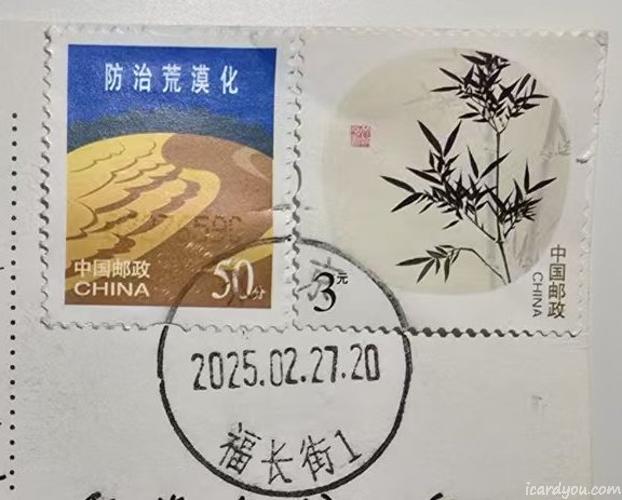 防治荒漠化
中国邮政
CHINA
50分
3元
中国邮政
CHINA
2025.02.27.20
福长街1
icardyou.com